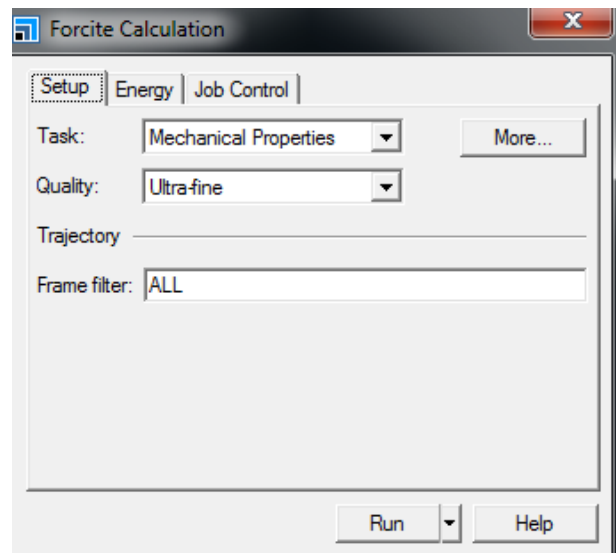 Forcite Calculation
Setup Energy Job Control
Task: Mechanical Properties More...
Quality: Ultra-fine
Trajectory
Frame filter: ALL
Run Help